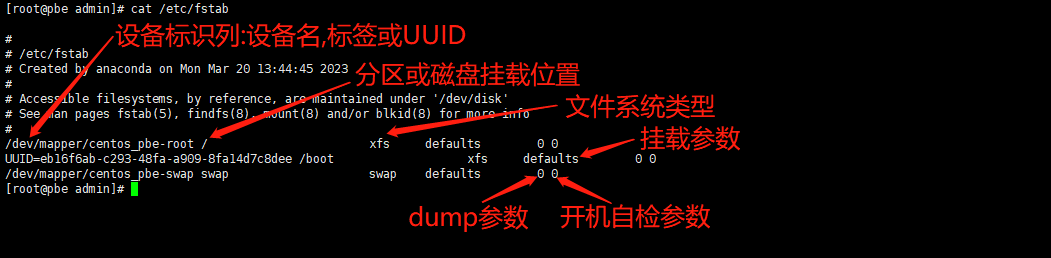 [root@pbe admin]# cat /etc/fstab
#
设备标识列:设备名,标签或UUID
# /etc/fstab
# Created by anaconda on Mon Mar 20 13:44:45 2023
#
分区或磁盘挂载位置
# Accessible filesystems, by reference, are maintained under '/dev/disk'
文件系统类型
# See man pages fstab(5), findfs(8), mount(8) and/or blkid(8) for more info
#
/dev/mapper/centos_pbe-root / xfs defaults 0 0
挂载参数
UUID=eb16f6ab-c293-48fa-a909-8fa14d7c8dee /boot xfs defaults 0 0
/dev/mapper/centos_pbe-swap swap swap defaults 0 0
[root@pbe admin]#
dump参数 开机自检参数